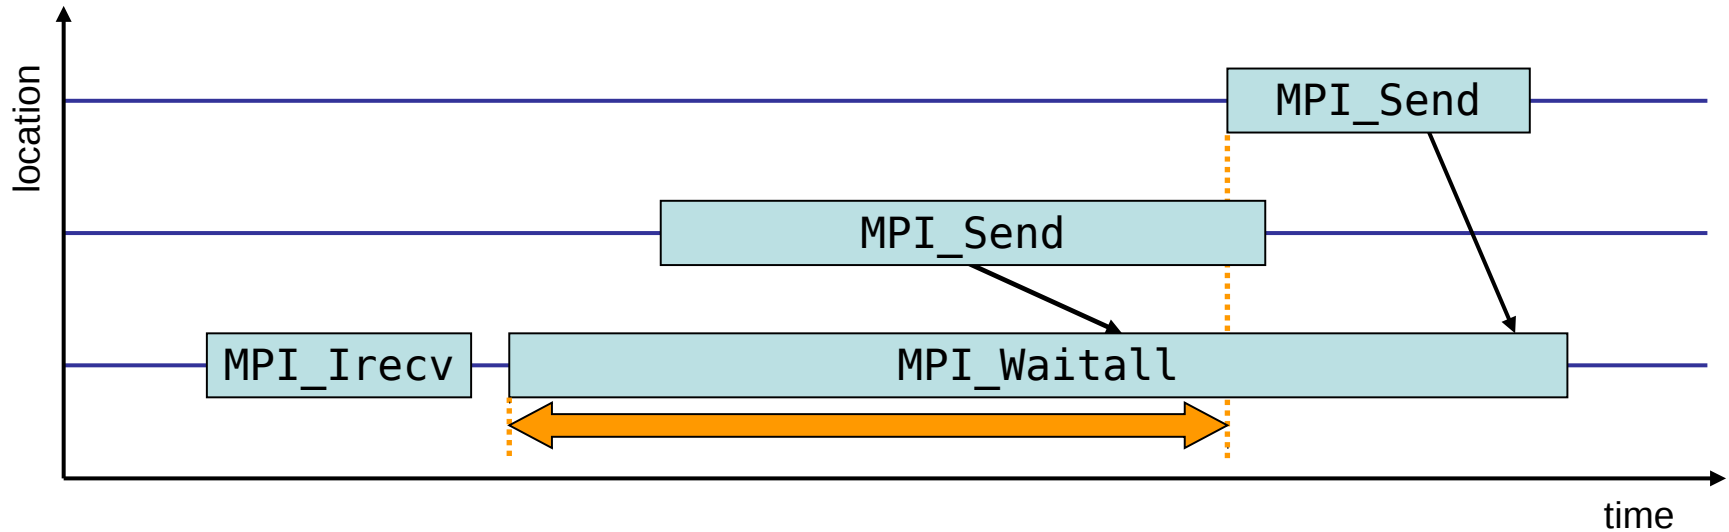 location
MPI_Send
MPI_Send
MPI_Irecv
MPI_Waitall
time